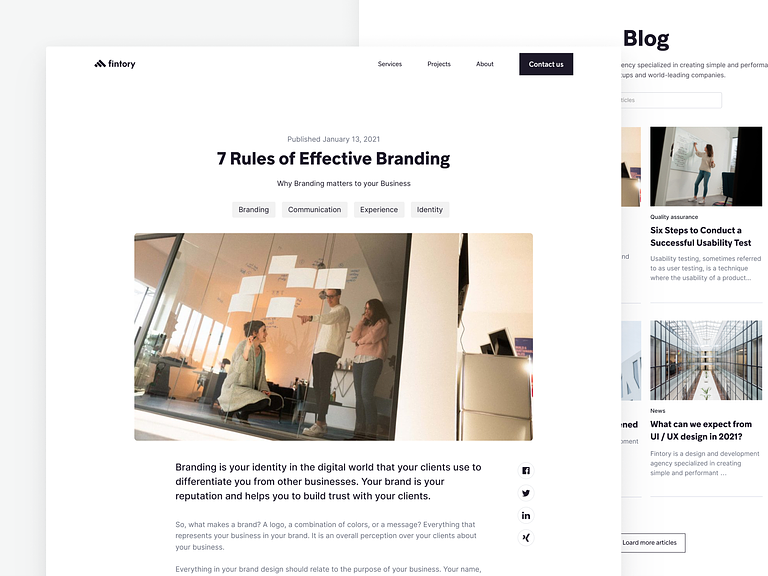 fintory
Services
Projects
About
Contact us
Published January 13, 2021
7 Rules of Effective Branding
Why Branding matters to your Business
Branding
Communication
Experience
Identity
Branding is your identity in the digital world that your clients use to
differentiate you from other businesses. Your brand is your
reputation and helps you to build trust with your clients.
So, what makes a brand? A logo, a combination of colors, or a message? Everything that
represents your business in your brand. It is an overall perception over your clients about
your business.
Everything in your brand design should relate to the purpose of your business. Your name,
Blog
specialized in creating simple and performa
and world-leading companies.
Quality assurance
Six Steps to Conduct a
Successful Usability Test
Usability testing, sometimes referred
to as user testing, is a technique
where the usability of a product...
News
What can we expect from
UI / UX design in 2021?
Fintory is a design and development
agency specialized in creating
simple and performant ...
Loard more articles